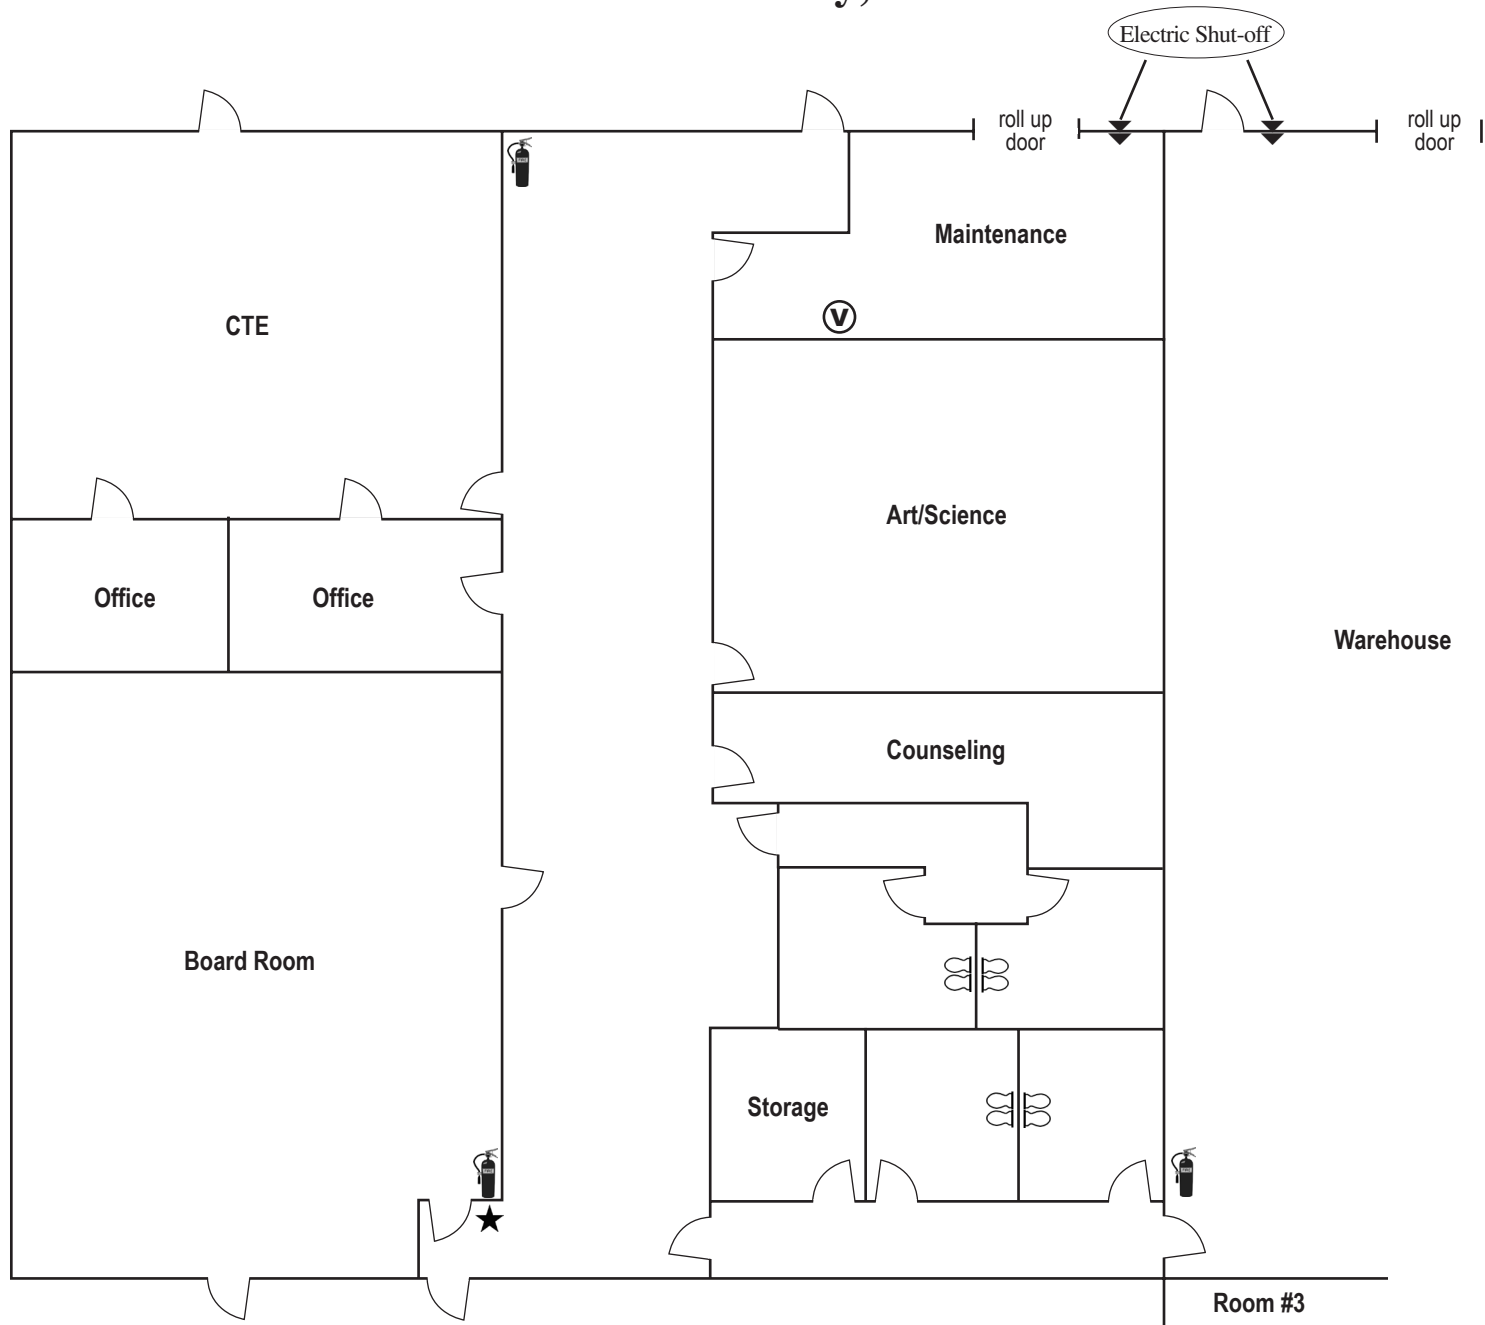 y,
Electric Shut-off
roll up
door
roll up
door
Maintenance
V
CTE
Art/Science
Office
Office
Warehouse
Counseling
Board Room
Storage
Room #3